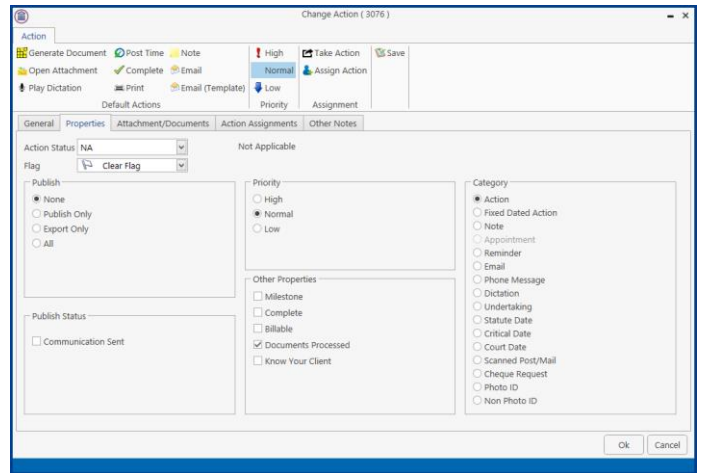 Change Action ( 3076 )
Action
Generate Document Post Time Note High Take Action Save
Open Attachment Complete Email Normal Assign Action
Play Dictation Print Email (Template) Low
Default Actions Priority Assignment
General Properties Attachment/Documents Action Assignments Other Notes
Action Status NA Not Applicable
Flag Clear Flag
Publish
None
Publish Only
Export Only
All
Publish Status
Communication Sent
Priority
High
Normal
Low
Other Properties
Milestone
Complete
Billable
Documents Processed
Know Your Client
Category
Action
Fixed Dated Action
Note
Appointment
Reminder
Email
Phone Message
Dictation
Undertaking
Statute Date
Critical Date
Court Date
Scanned Post/Mail
Cheque Request
Photo ID
Non Photo ID
Ok Cancel